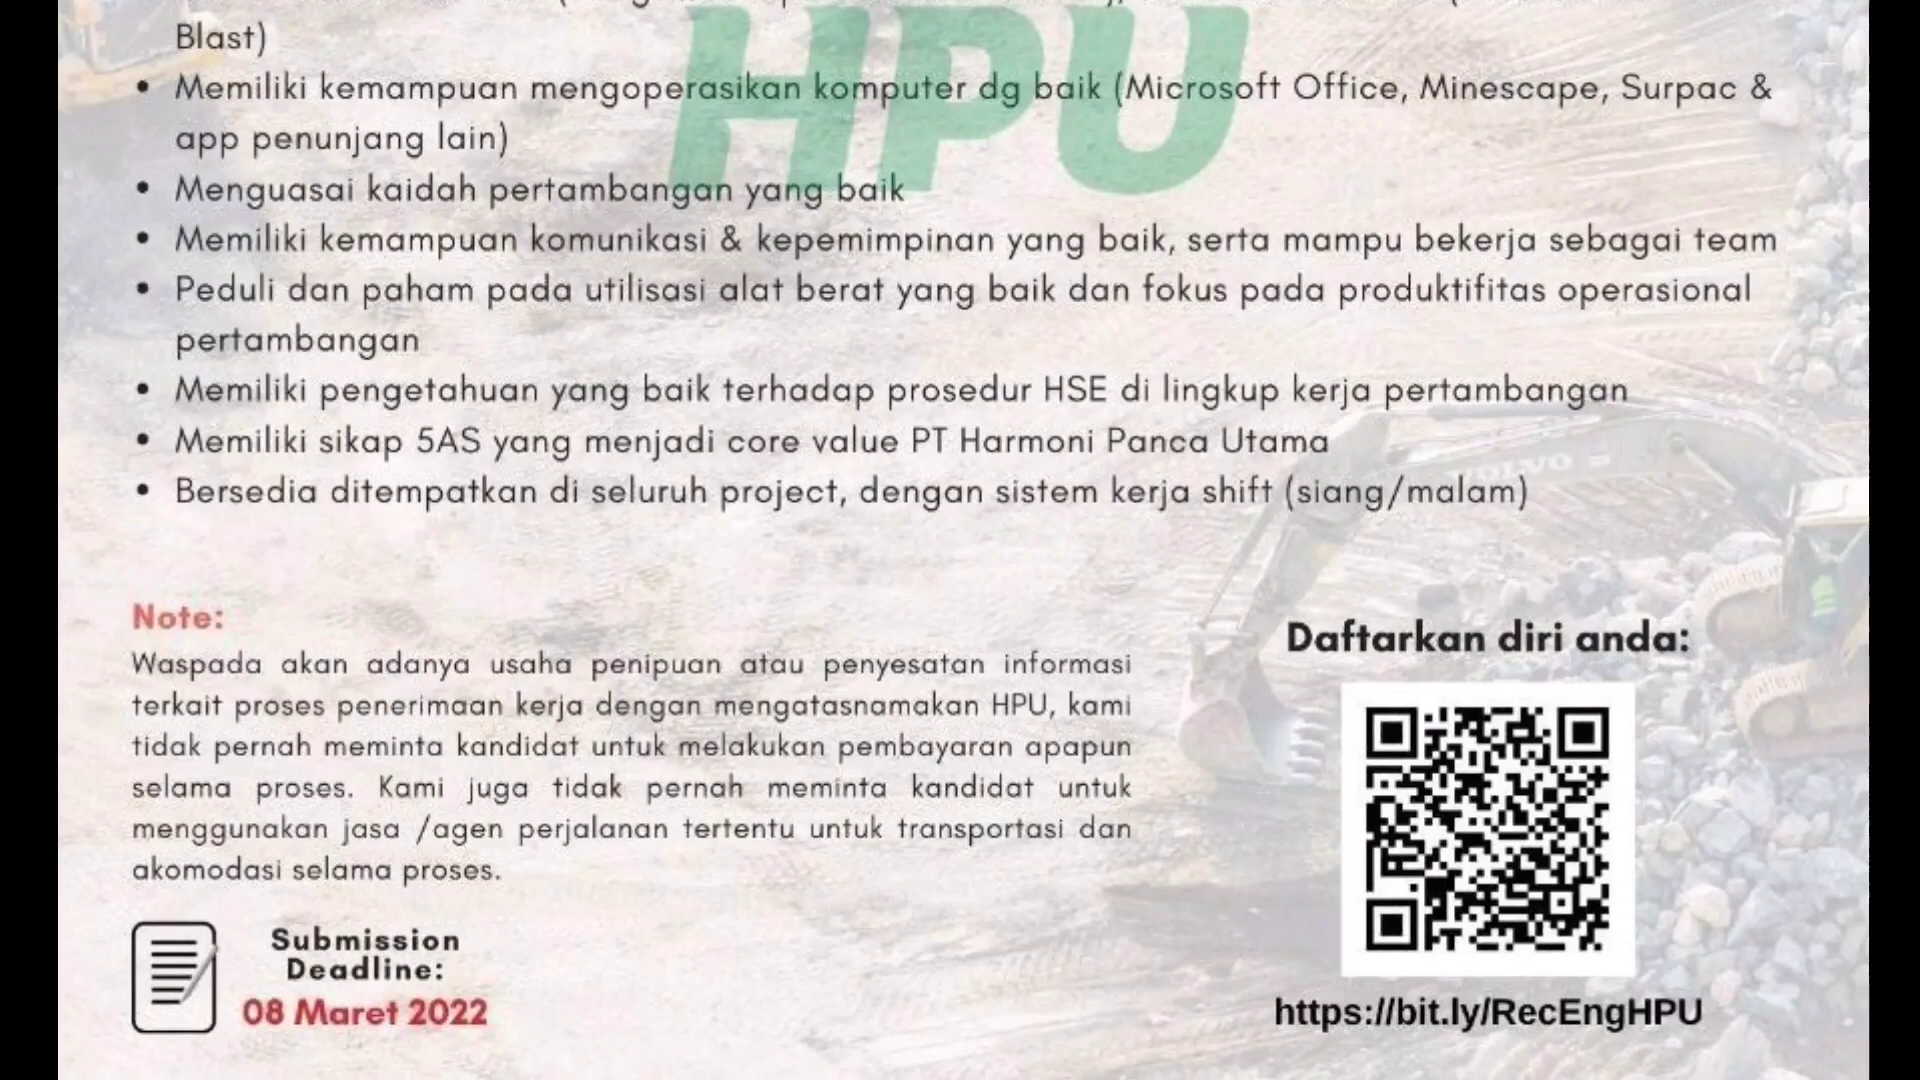 Blast)
HPU
• Memiliki kemampuan mengoperasikan komputer dg baik (Microsoft Office, Minescape, Surpac &
app penunjang lain)
• Menguasai kaidah pertambangan yang baik
• Memiliki kemampuan komunikasi & kepemimpinan yang baik, serta mampu bekerja sebagai team
• Peduli dan paham pada utilisasi alat berat yang baik dan fokus pada produktifitas operasional
pertambangan
• Memiliki pengetahuan yang baik terhadap prosedur HSE di lingkup kerja pertambangan
• Memiliki sikap 5AS yang menjadi core value PT Harmoni Panca Utama
VOLVO
• Bersedia ditempatkan di seluruh project, dengan sistem kerja shift (siang/malam)
Note:
Waspada akan adanya usaha penipuan atau penyesatan informasi
terkait proses penerimaan kerja dengan mengatasnamakan HPU, kami
tidak pernah meminta kandidat untuk melakukan pembayaran apapun
selama proses. Kami juga tidak pernah meminta kandidat untuk
menggunakan jasa /agen perjalanan tertentu untuk transportasi dan
akomodasi selama proses.
Submission
Deadline:
08 Maret 2022
Daftarkan diri anda:
https://bit.ly/RecEngHPU